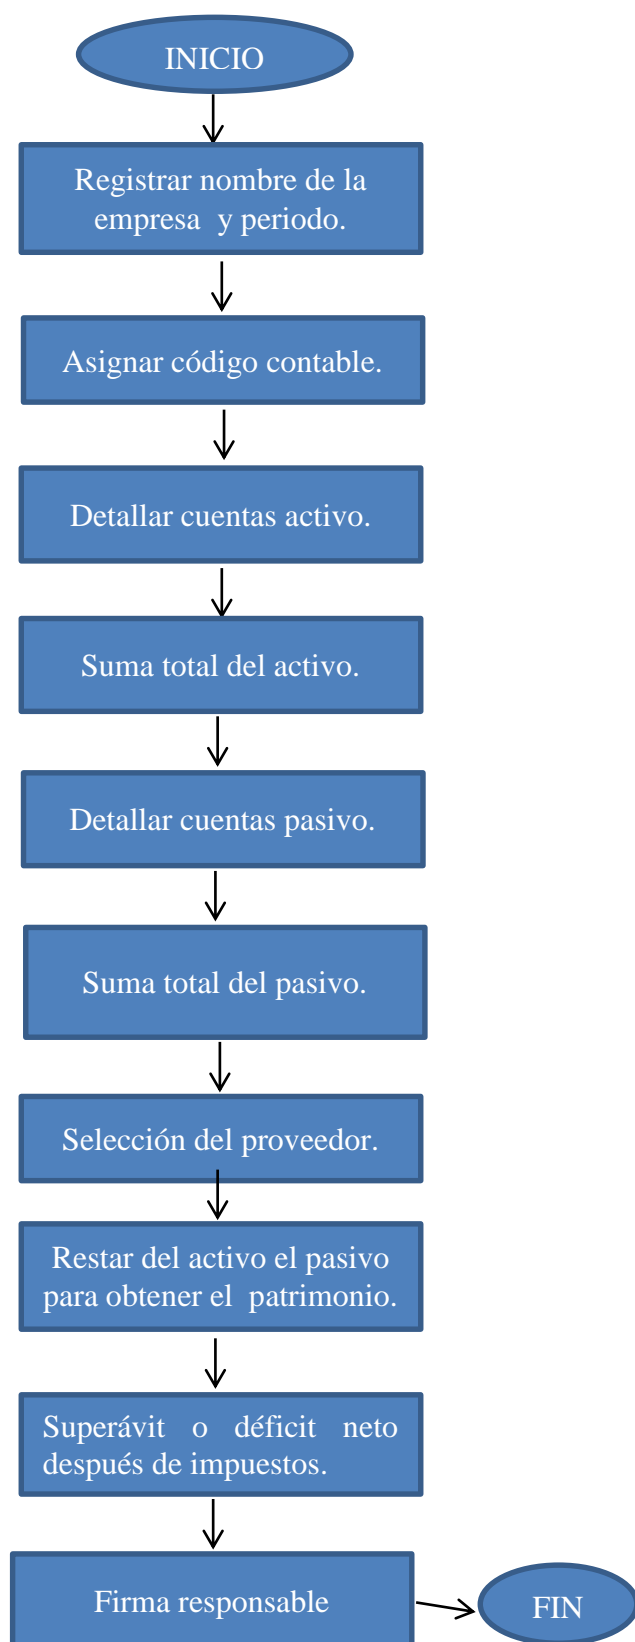 INICIO
Registrar nombre de la
empresa y periodo.
Asignar código contable.
Detallar cuentas activo.
Suma total del activo.
Detallar cuentas pasivo.
Suma total del pasivo.
Selección del proveedor.
Restar del activo el pasivo
para obtener el patrimonio.
Superávit o déficit neto
después de impuestos.
Firma responsable
FIN